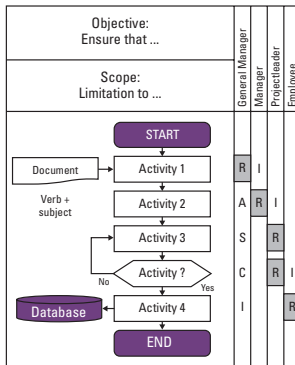 Objective:
Ensure that ...
General Manager
Manager
Projectleader
Employee
Scope:
Limitation to ...
START
Document
Activity 1
R I
Verb +
subject
Activity 2
A R I
Activity 3
S R
Activity ?
C R I
No
Yes
Database
Activity 4
I R
END